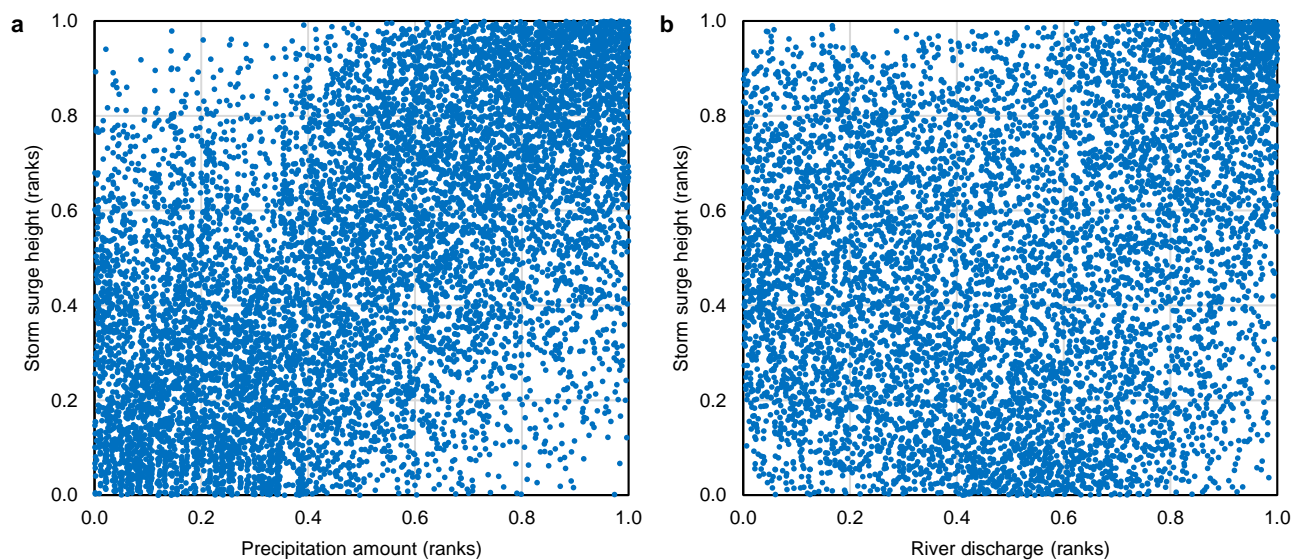 a
1.0
0.8
0.6
0.4
0.2
0.0
Storm surge height (ranks)
0.0 0.2 0.4 0.6 0.8 1.0
Precipitation amount (ranks)
b
1.0
0.8
0.6
0.4
0.2
0.0
Storm surge height (ranks)
0.0 0.2 0.4 0.6 0.8 1.0
River discharge (ranks)